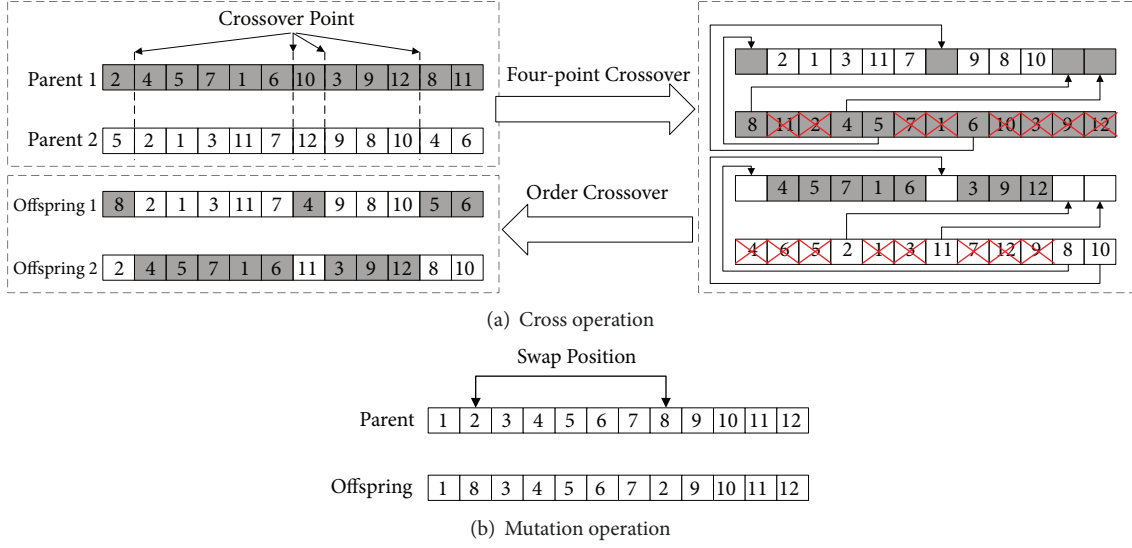 Crossover Point
Parent 1 2 4 5 7 1 6 10 3 9 12 8 11
Parent 2 5 2 1 3 11 7 12 9 8 10 4 6
Four-point Crossover
2 1 3 11 7 9 8 10
8 11 2 4 5 7 1 6 10 3 9 12
Offspring 1 8 2 1 3 11 7 4 9 8 10 5 6
Offspring 2 2 4 5 7 1 6 11 3 9 12 8 10
Order Crossover
4 5 7 1 6 3 9 12
4 6 5 2 1 3 11 7 12 9 8 10
(a) Cross operation
Swap Position
Parent 1 2 3 4 5 6 7 8 9 10 11 12
Offspring 1 8 3 4 5 6 7 2 9 10 11 12
(b) Mutation operation